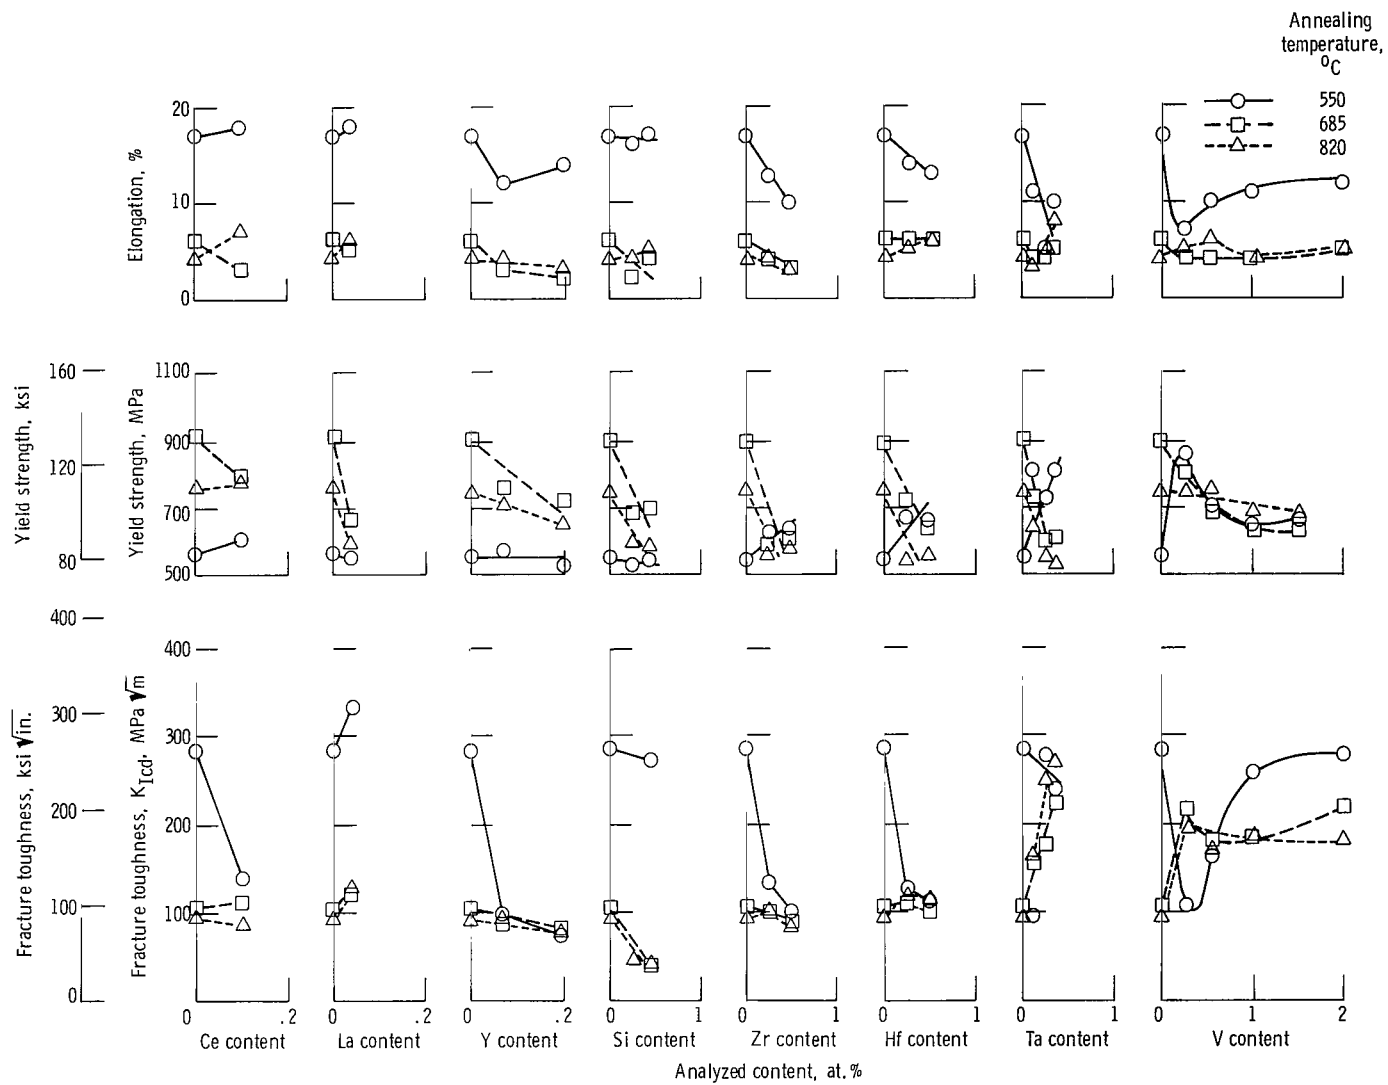 Annealing
temperature,
°C
550
685
820
Elongation, %
20
10
0
Yield strength, ksi
160
120
80
Yield strength, MPa
1100
900
700
500
Fracture toughness, ksi √in.
400
300
200
100
0
Fracture toughness, K_Icd, MPa √m
400
300
200
100
0 .2
Ce content
0 .2
La content
0 .2
Y content
0 1
Si content
0 1
Zr content
0 1
Hf content
0 1
Ta content
0 1 2
V content
Analyzed content, at.%